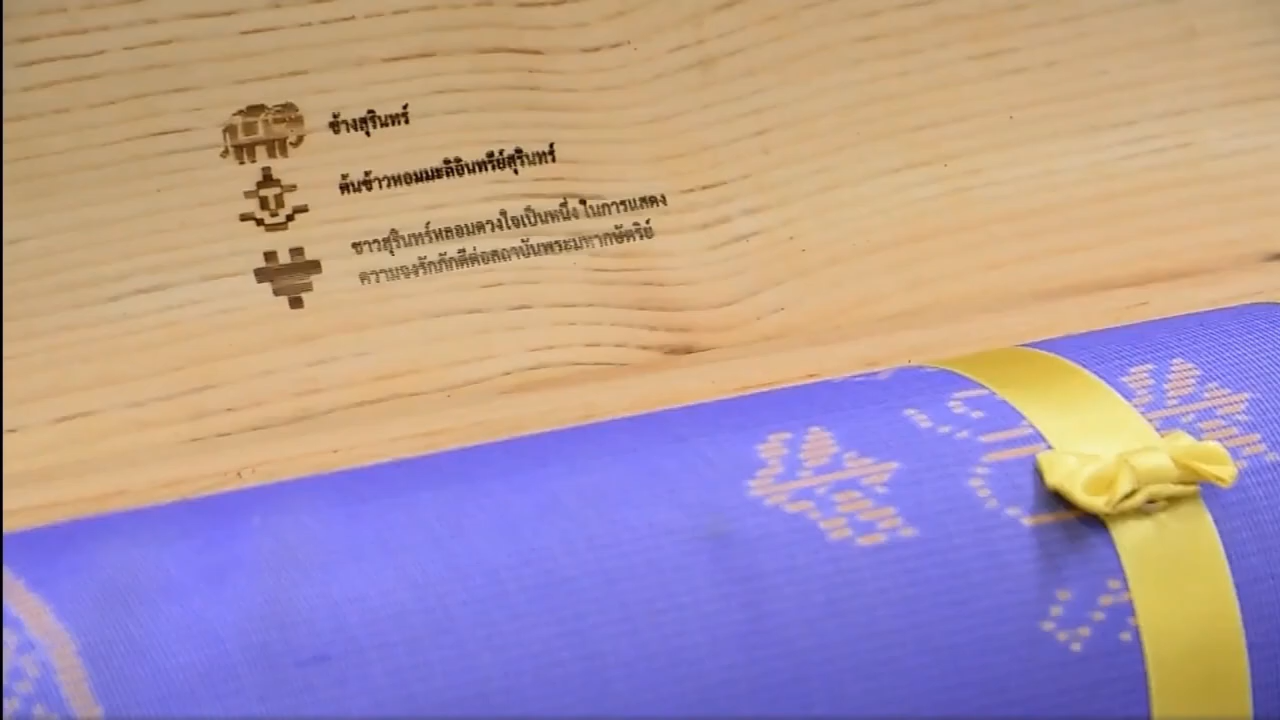 ช้างสุรินทร์
ต้นข้าวหอมมะลิอินทรีย์สุรินทร์
ชาวสุรินทร์หลอมดวงใจเป็นหนึ่ง ในการแสดง
ความจงรักภักดีต่อสถาบันพระมหากษัตริย์